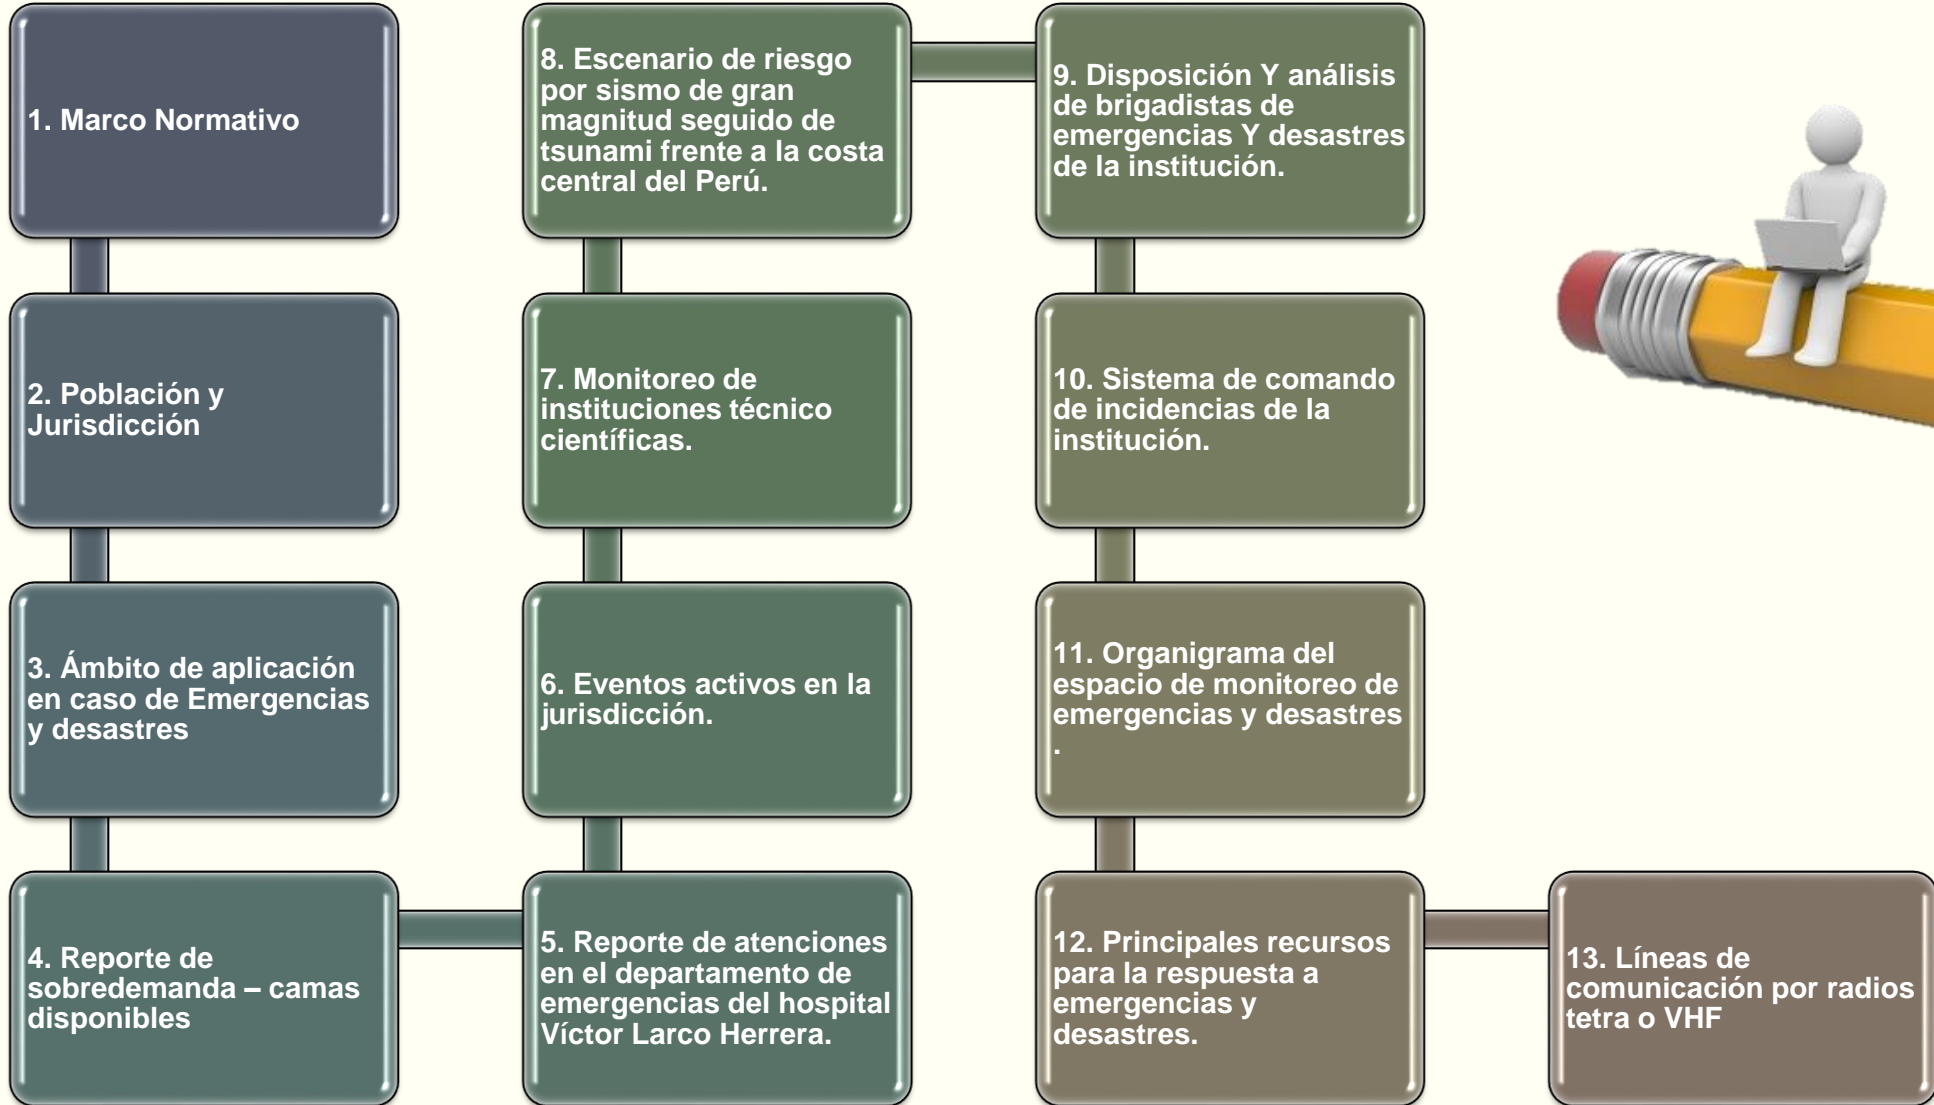 1. Marco Normativo
2. Población y
Jurisdicción
3. Ámbito de aplicación
en caso de Emergencias
y desastres
4. Reporte de
sobredemanda – camas
disponibles
5. Reporte de atenciones
en el departamento de
emergencias del hospital
Víctor Larco Herrera.
6. Eventos activos en la
jurisdicción.
7. Monitoreo de
instituciones técnico
científicas.
8. Escenario de riesgo
por sismo de gran
magnitud seguido de
tsunami frente a la costa
central del Perú.
9. Disposición Y análisis
de brigadistas de
emergencias Y desastres
de la institución.
10. Sistema de comando
de incidencias de la
institución.
11. Organigrama del
espacio de monitoreo de
emergencias y desastres
.
12. Principales recursos
para la respuesta a
emergencias y
desastres.
13. Líneas de
comunicación por radios
tetra o VHF